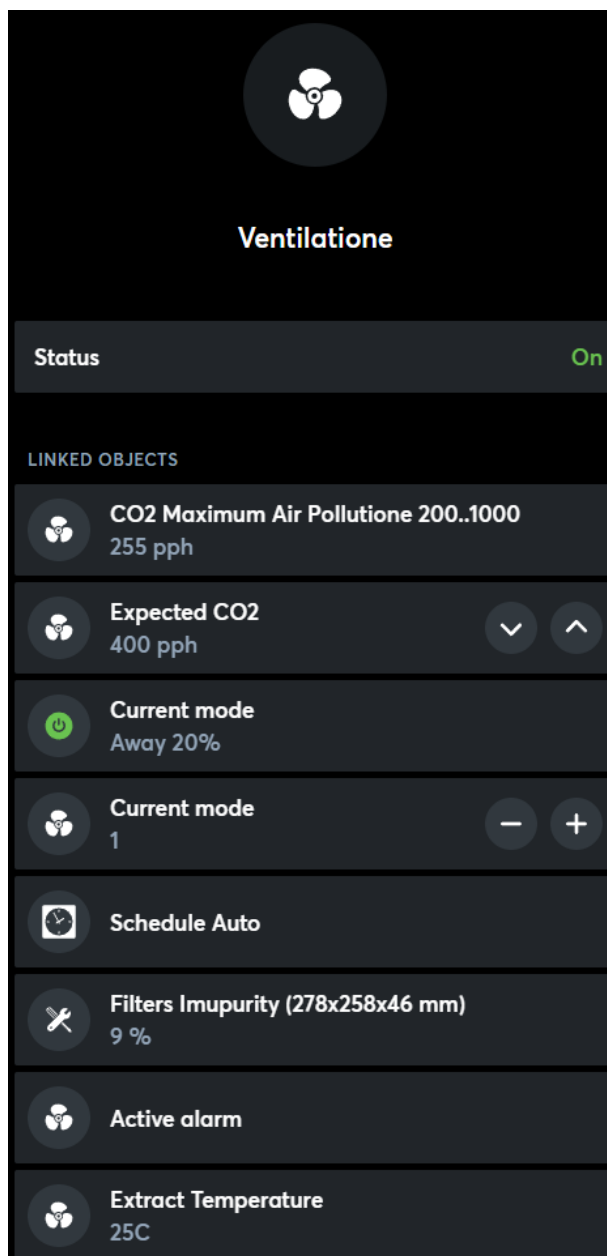 Ventilatione
Status
On
LINKED OBJECTS
CO2 Maximum Air Pollutione 200..1000
255 pph
Expected CO2
400 pph
Current mode
Away 20%
Current mode
1
Schedule Auto
Filters Imupurity (278x258x46 mm)
9 %
Active alarm
Extract Temperature
25C